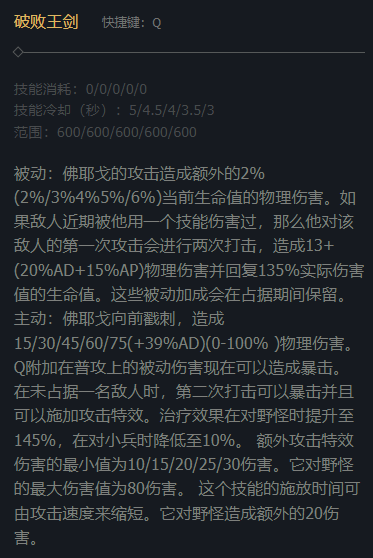 破败王剑 快捷键：Q
技能消耗：0/0/0/0/0
技能冷却（秒）：5/4.5/4/3.5/3
范围：600/600/600/600/600
被动：佛耶戈的攻击造成额外的2%
(2%/3%4%5%/6%)当前生命值的物理伤害。如
果敌人近期被他用一个技能伤害过，那么他对该
敌人的第一次攻击会进行两次打击，造成13+
(20%AD+15%AP)物理伤害并回复135%实际伤害
值的生命值。这些被动加成会在占据期间保留。
主动：佛耶戈向前戳刺，造成
15/30/45/60/75(+39%AD)(0-100% )物理伤害。
Q附加在普攻上的被动伤害现在可以造成暴击。
在未占据一名敌人时，第二次打击可以暴击并且
可以施加攻击特效。治疗效果在对野怪时提升至
145%，在对小兵时降低至10%。 额外攻击特效
伤害的最小值为10/15/20/25/30伤害。它对野怪
的最大伤害值为80伤害。 这个技能的施放时间可
由攻击速度来缩短。它对野怪造成额外的20伤
害。